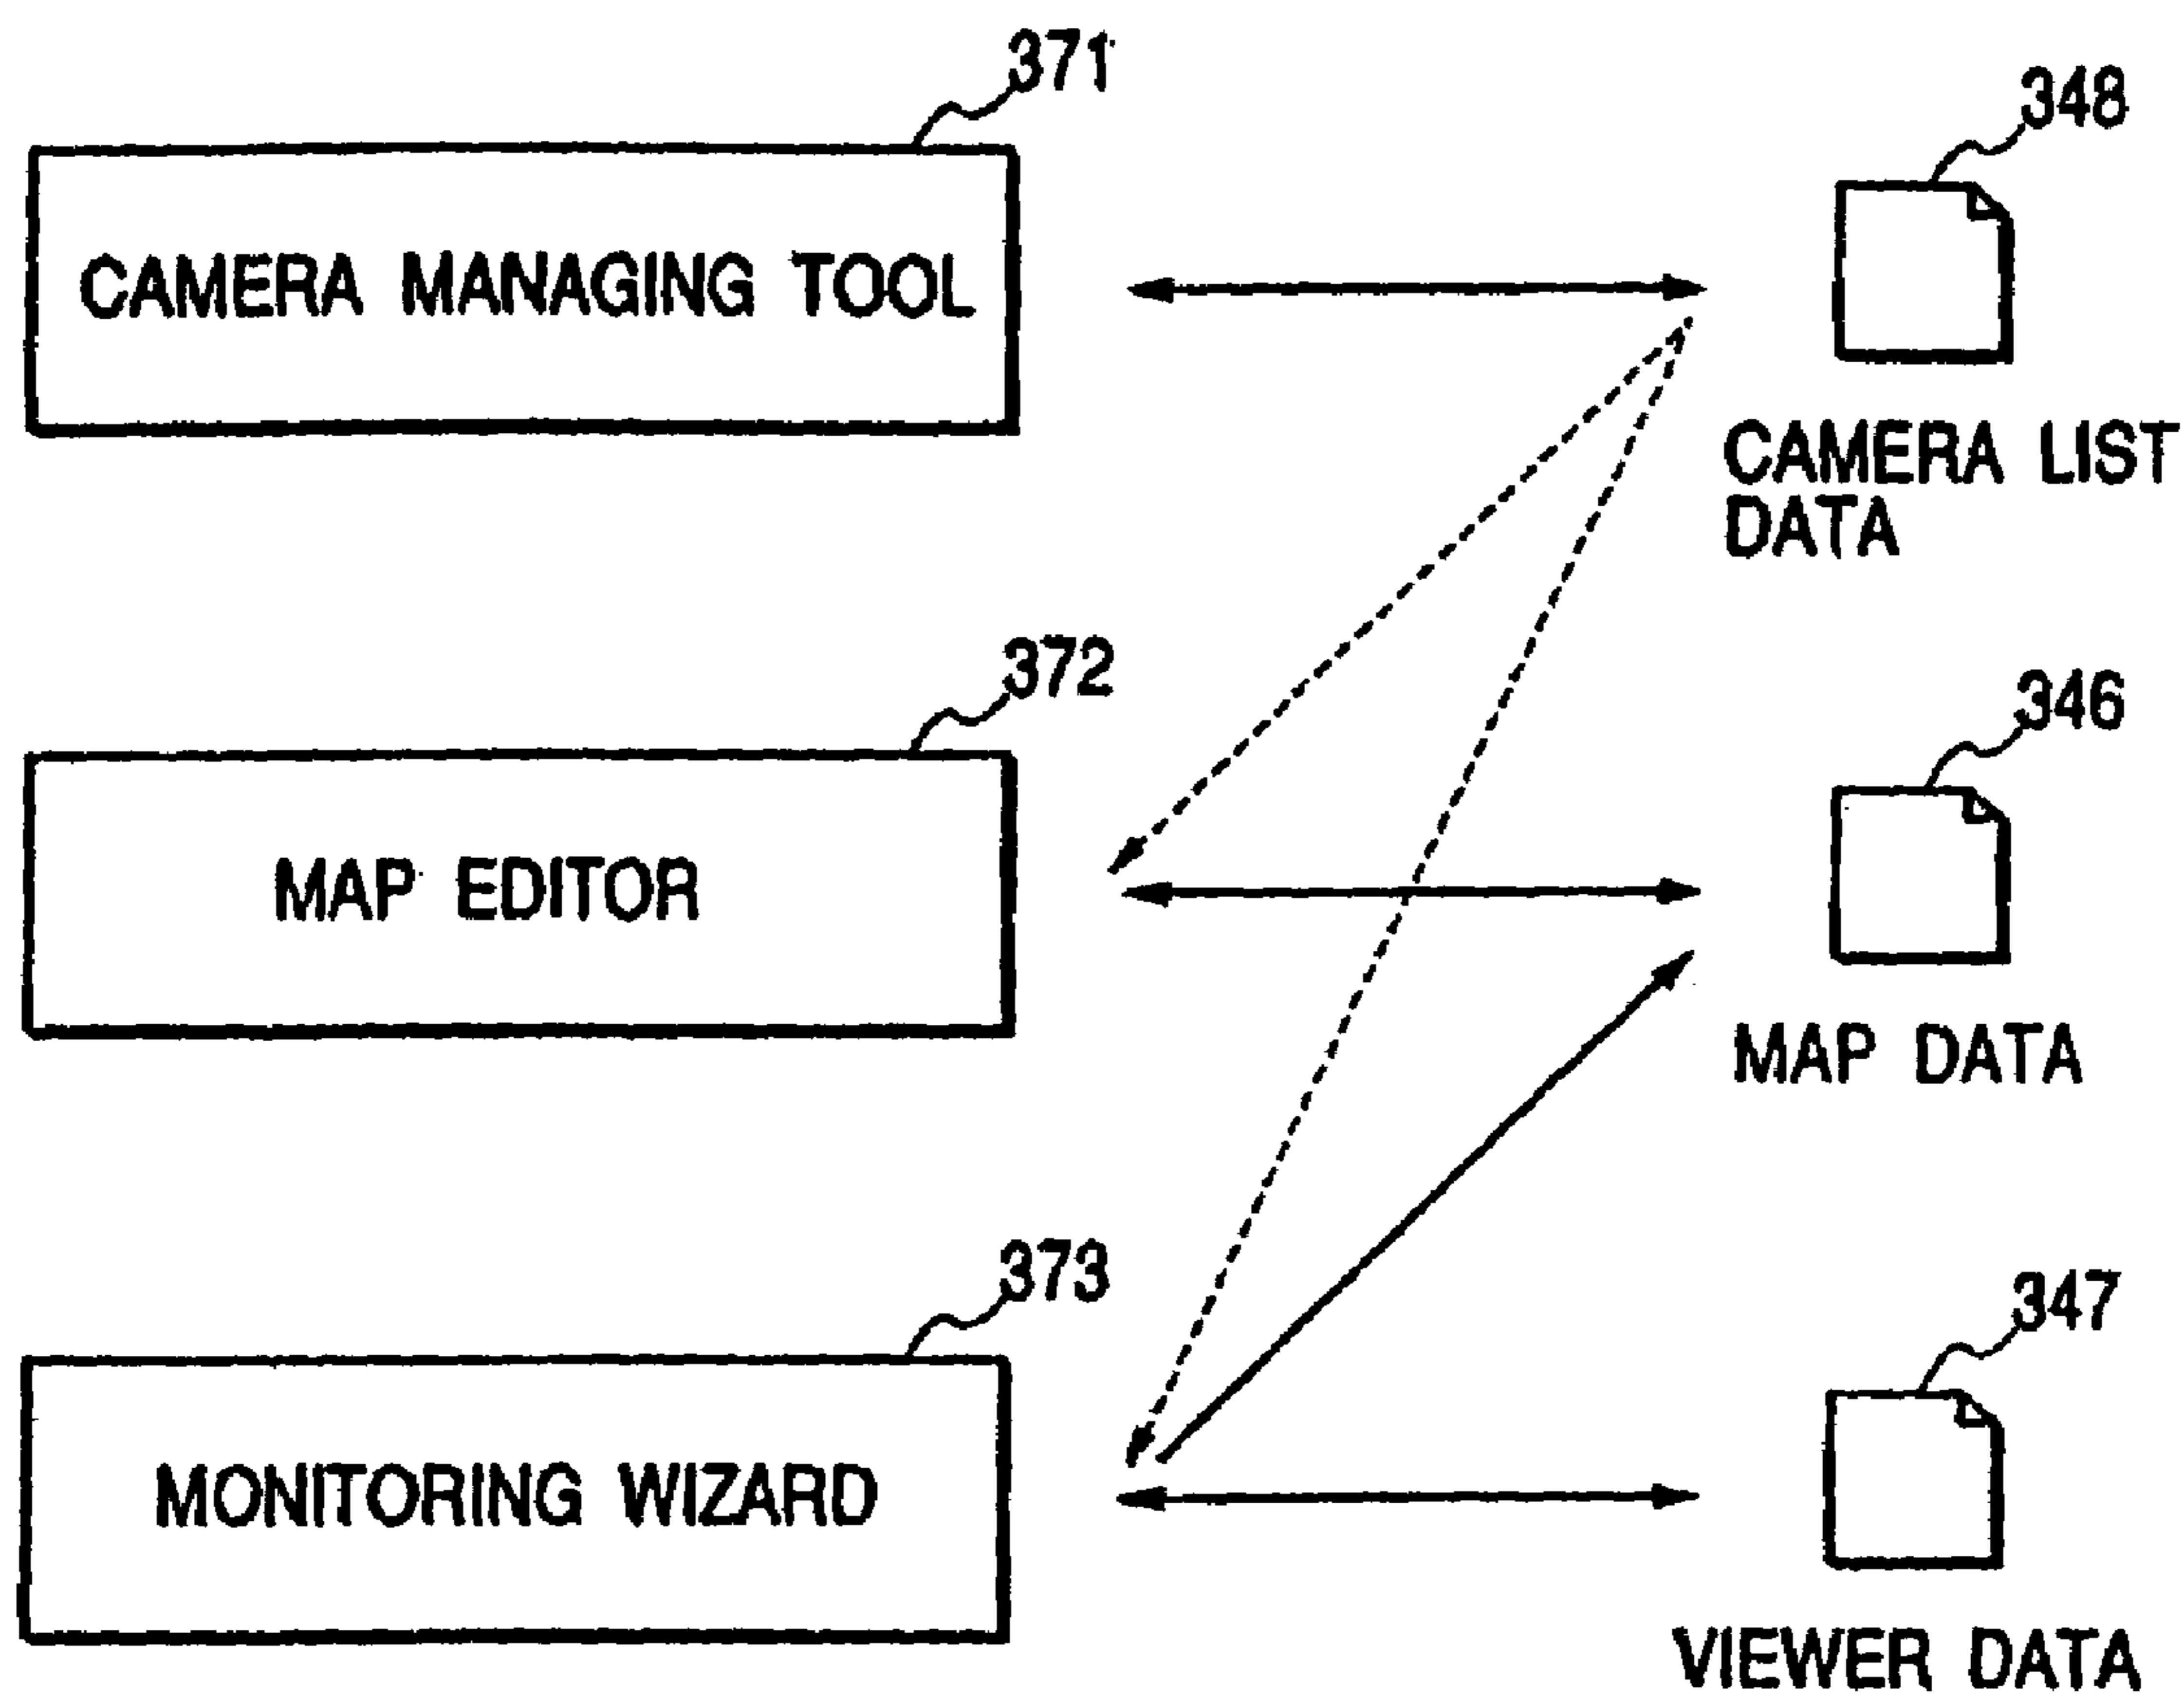 371
348
CAMERA MANAGING TOOL
CAMERA LIST
DATA
372
346
MAP EDITOR
MAP DATA
373
347
MONITORING WIZARD
VIEWER DATA